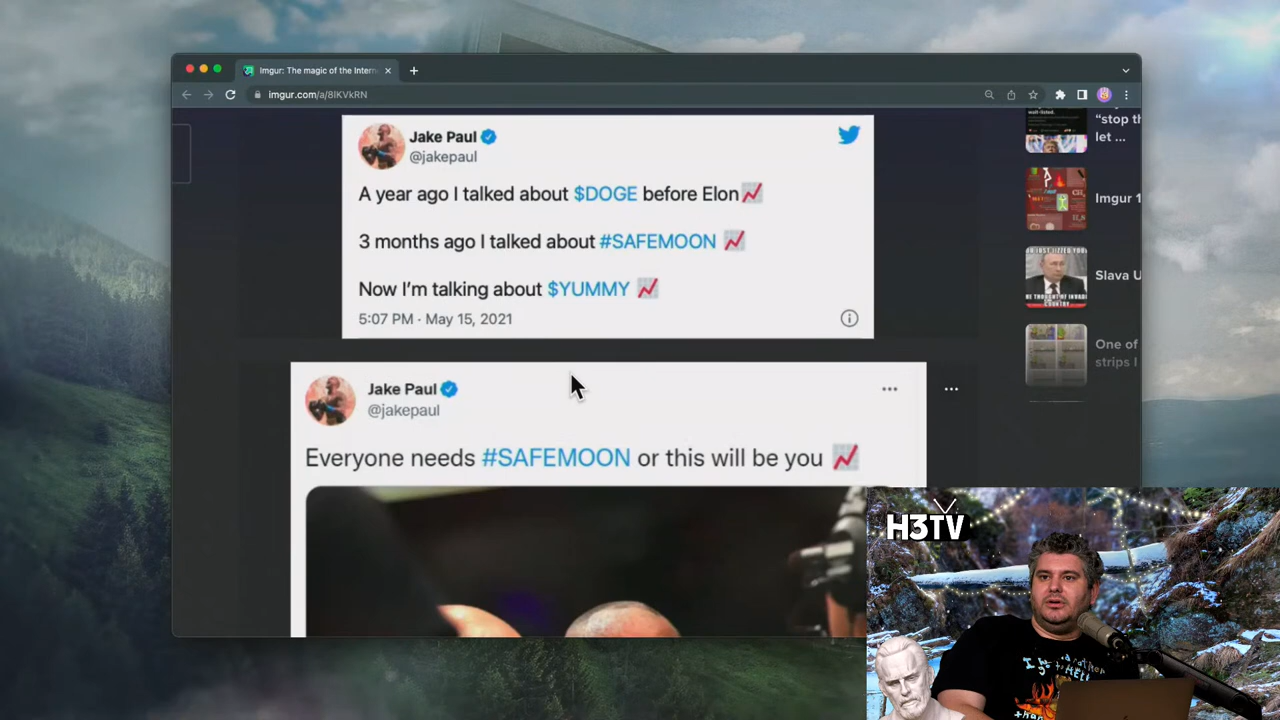 Imgur: The magic of the Intern
imgur.com/a/8IKVkRN
Jake Paul
@jakepaul
A year ago I talked about $DOGE before Elon📈
3 months ago I talked about #SAFEMOON 📈
Now I’m talking about $YUMMY 📈
5:07 PM · May 15, 2021
Jake Paul
@jakepaul
Everyone needs #SAFEMOON or this will be you 📈
“stop th
let ...
Imgur 1
Slava U
One of
strips I
H3TV